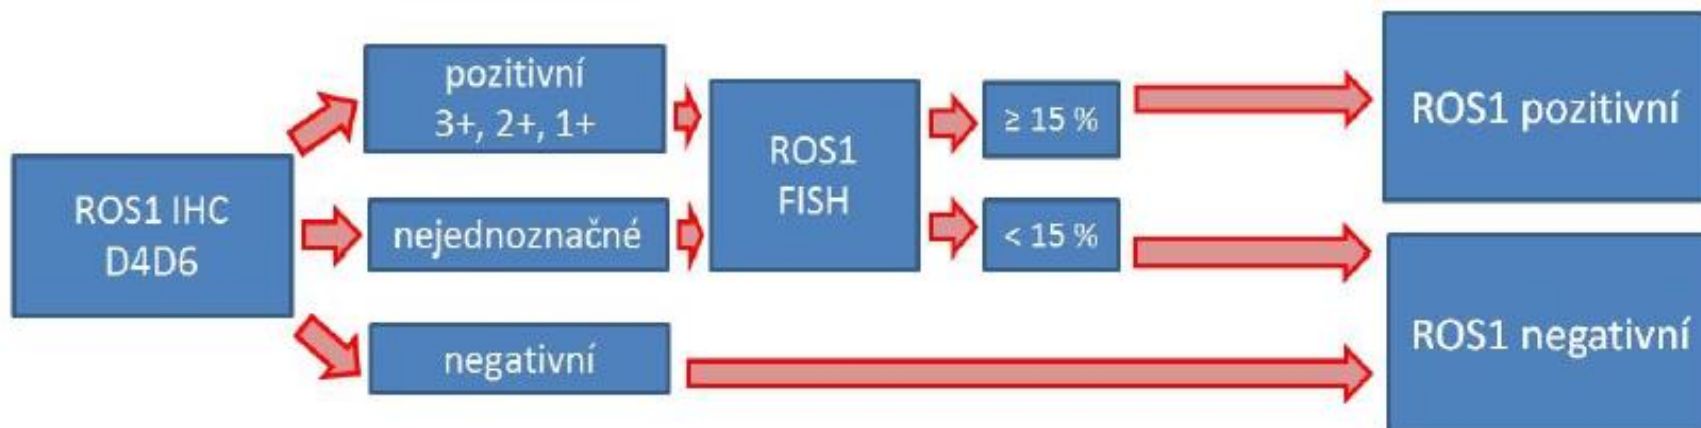 ROS1 IHC
D4D6
pozitivní
3+, 2+, 1+
nejednoznačné
negativní
ROS1
FISH
≥ 15 %
< 15 %
ROS1 pozitivní
ROS1 negativní